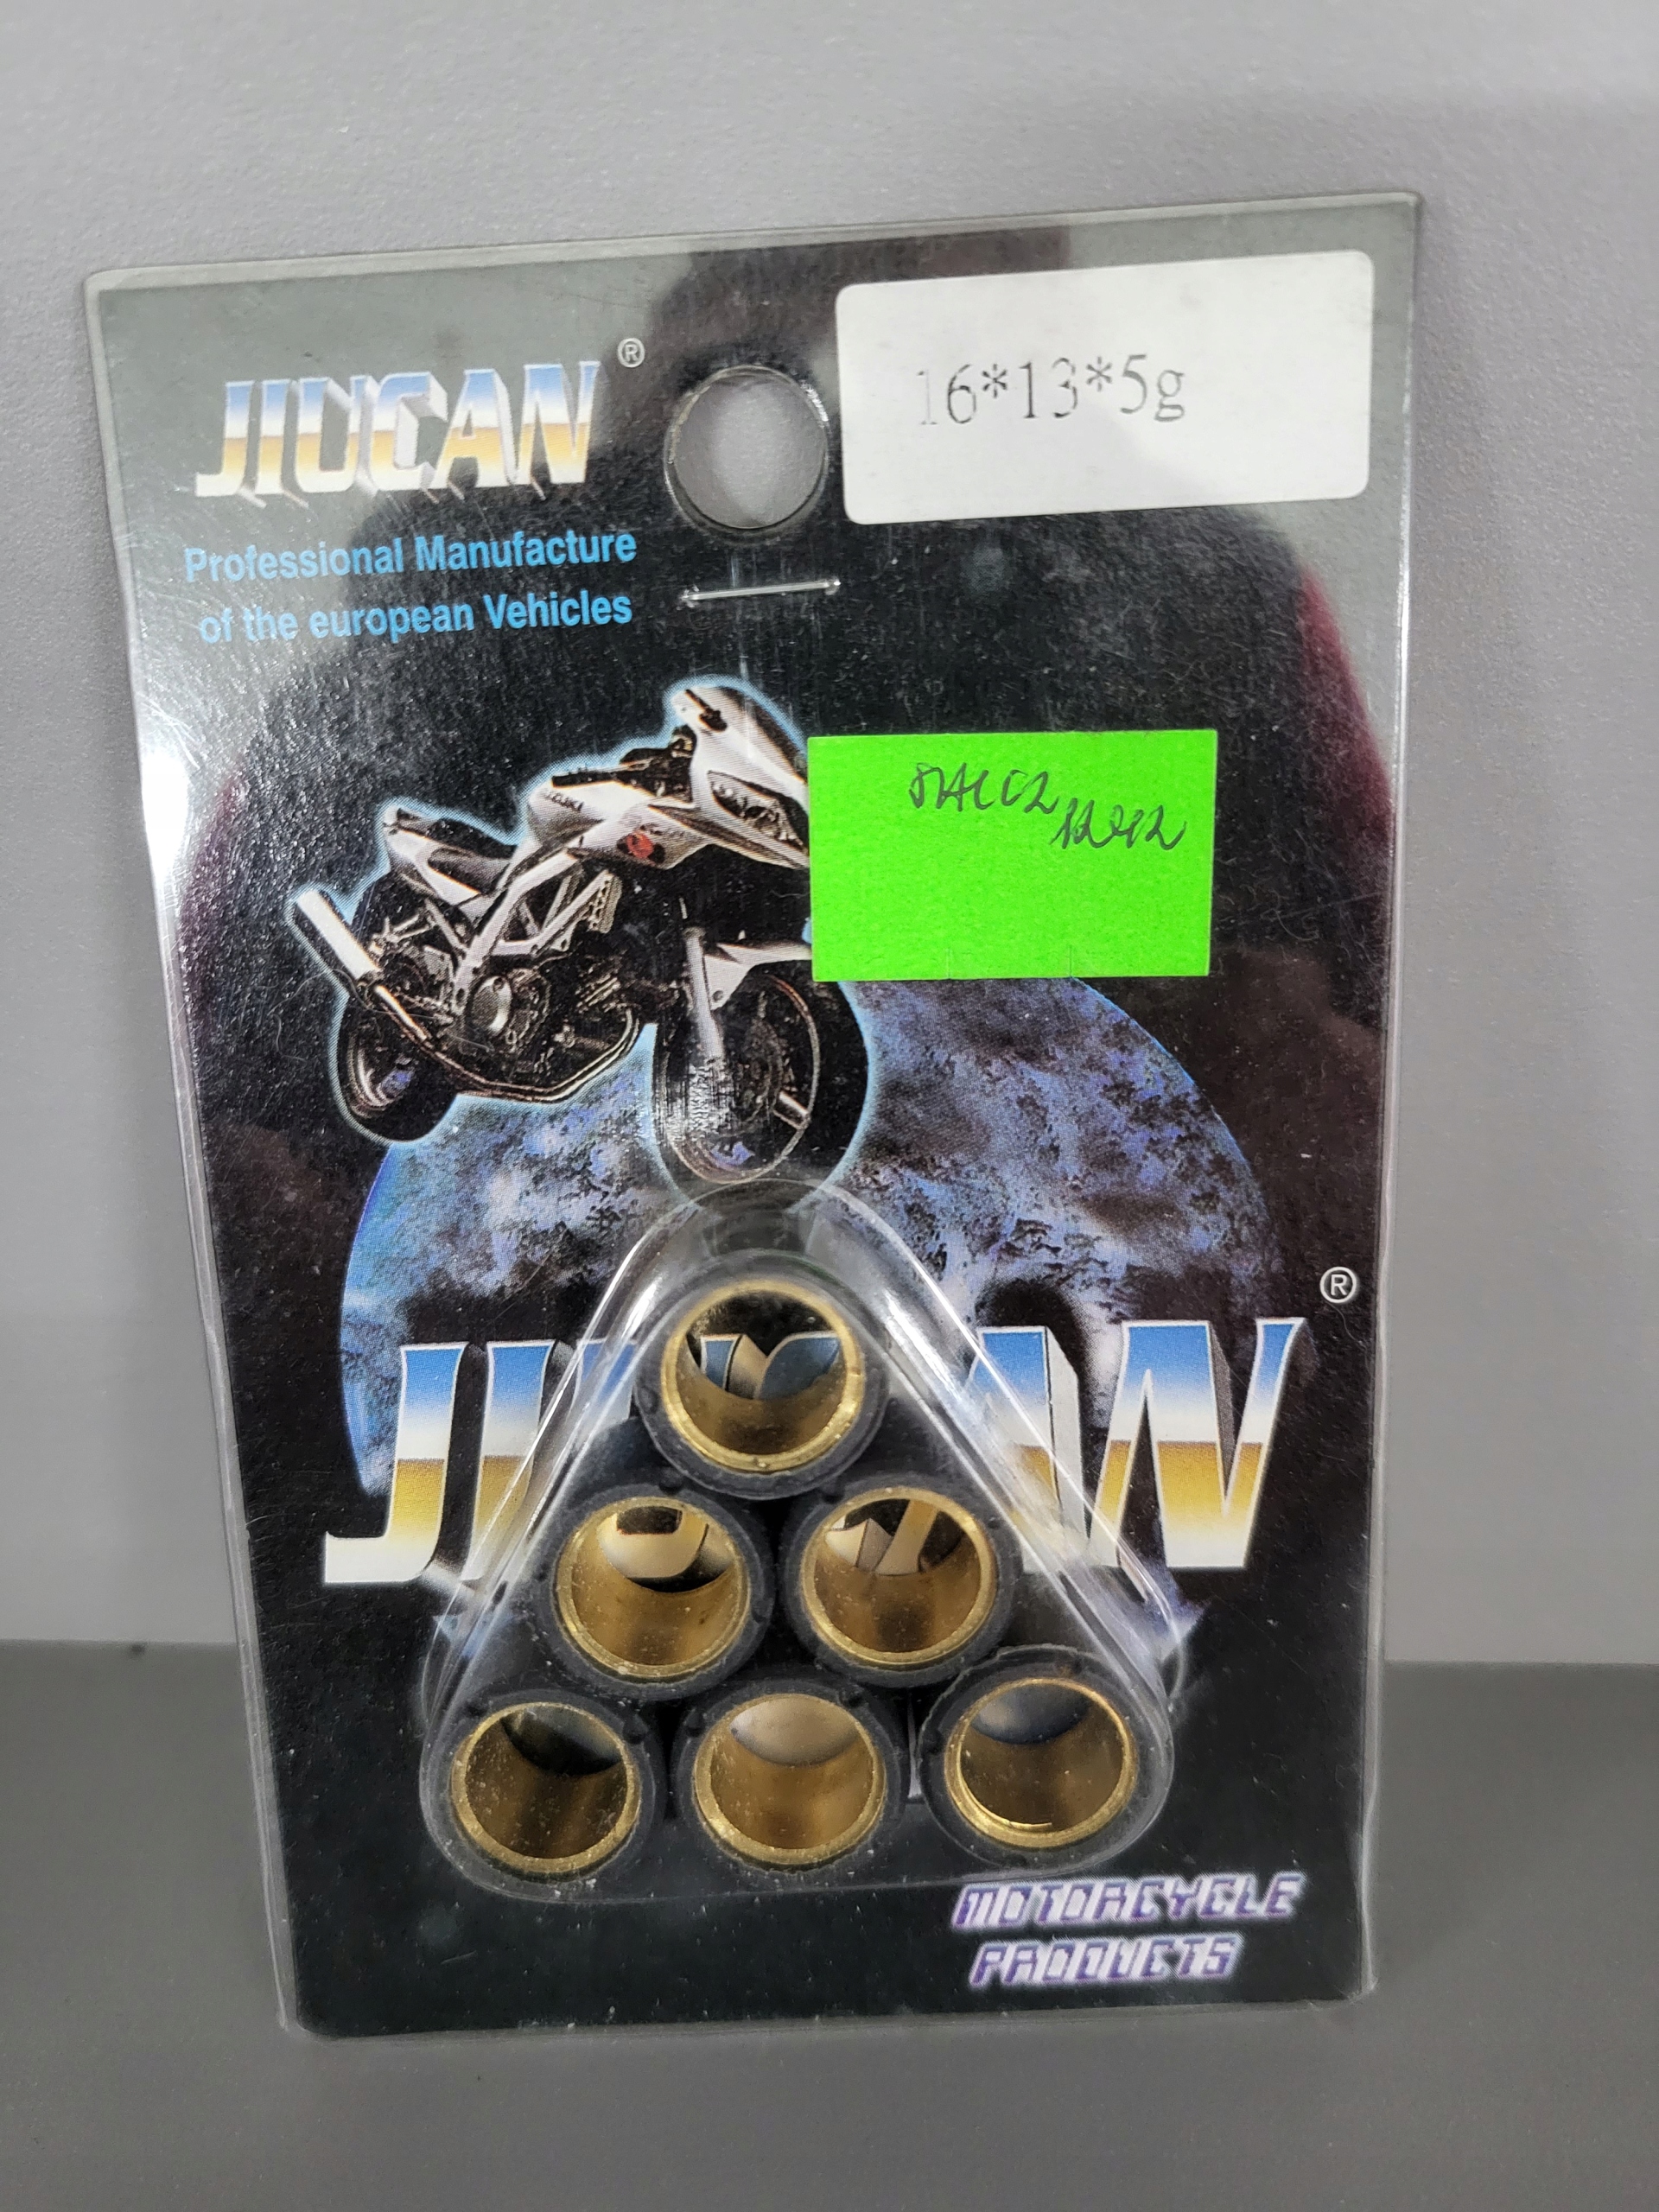 JIUCAN®
16*13*5g
Professional Manufacture
of the european Vehicles
®
MOTORCYCLE
PRODUCTS